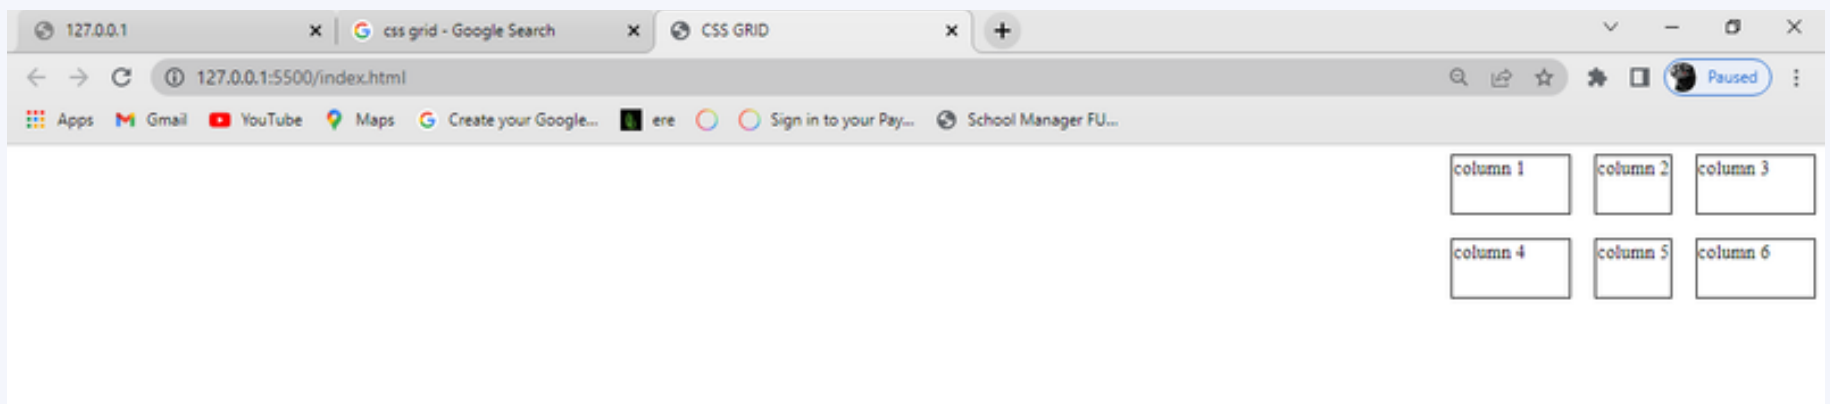 127.0.0.1 css grid - Google Search CSS GRID
127.0.0.1:5500/index.html Paused
Apps Gmail YouTube Maps Create your Google... ere Sign in to your Pay... School Manager FU...
column 1 column 2 column 3
column 4 column 5 column 6